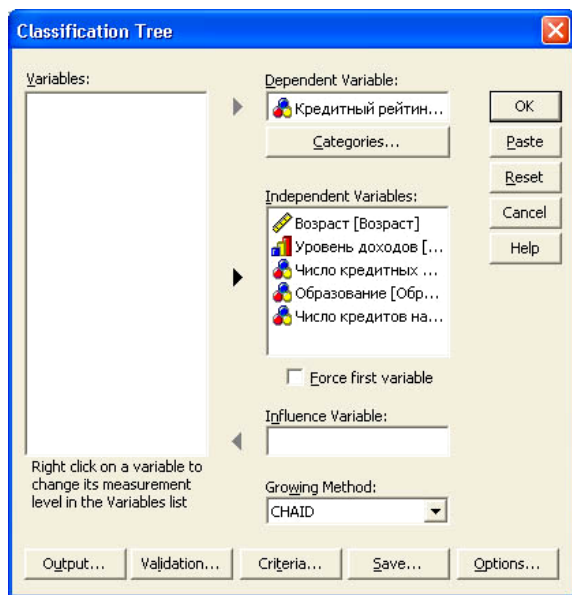 Classification Tree
Variables:
Dependent Variable:
Кредитный рейтин...
Categories...
Independent Variables:
Возраст [Возраст]
Уровень доходов [...
Число кредитных ...
Образование [Обр...
Число кредитов на...
Force first variable
Influence Variable:
Right click on a variable to
change its measurement
level in the Variables list
Growing Method:
CHAID
OK
Paste
Reset
Cancel
Help
Output...
Validation...
Criteria...
Save...
Options...